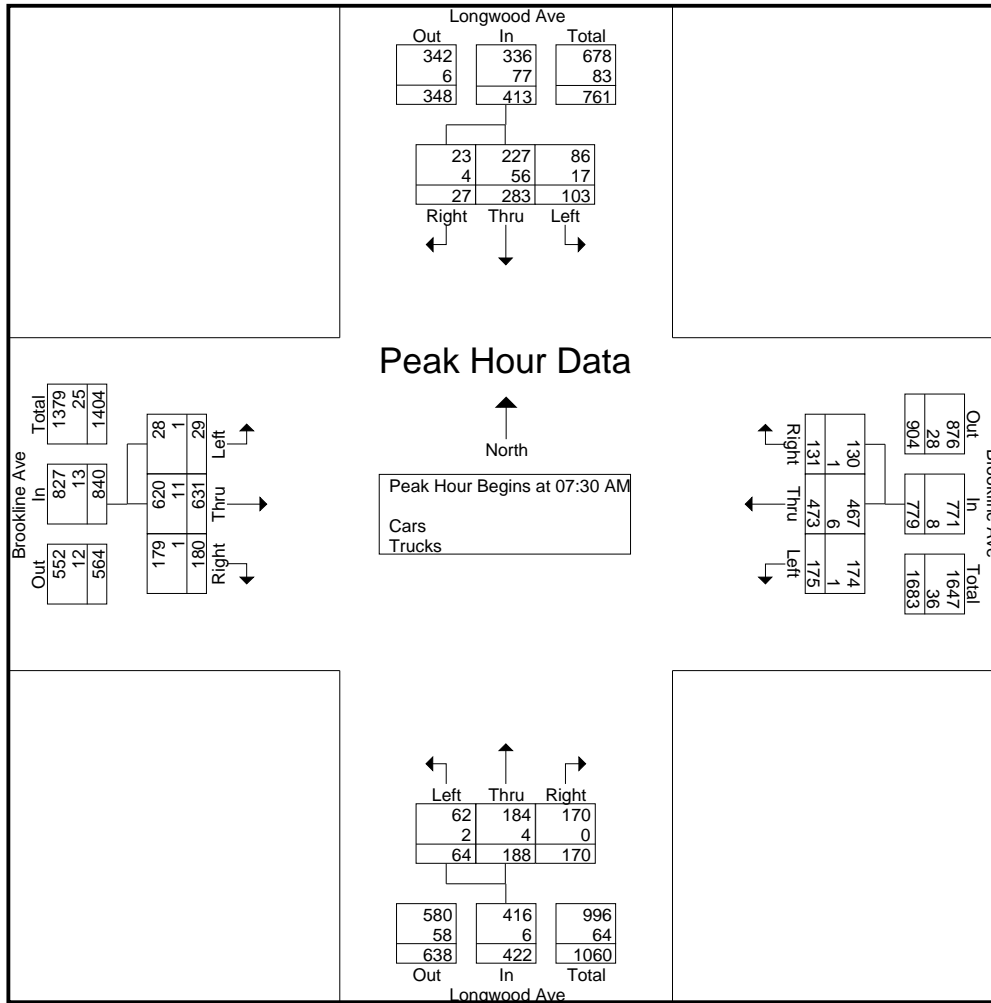 Longwood Ave
Out In Total
342 336 678
6 77 83
348 413 761
23 227 86
4 56 17
27 283 103
Right Thru Left
Peak Hour Data
North
Peak Hour Begins at 07:30 AM
Cars
Trucks
Brookline Ave
Total In Out
1379 827 552
25 13 12
1404 840 564
28 620 179
1 11 1
29 631 180
Left Thru Right
Right Thru Left
131 473 175
1 6 1
130 467 174
Out In Total
904 779 1683
28 8 36
876 771 1647
Brookline Ave
Left Thru Right
62 184 170
2 4 0
64 188 170
580 416 996
58 6 64
638 422 1060
Out In Total
Longwood Ave